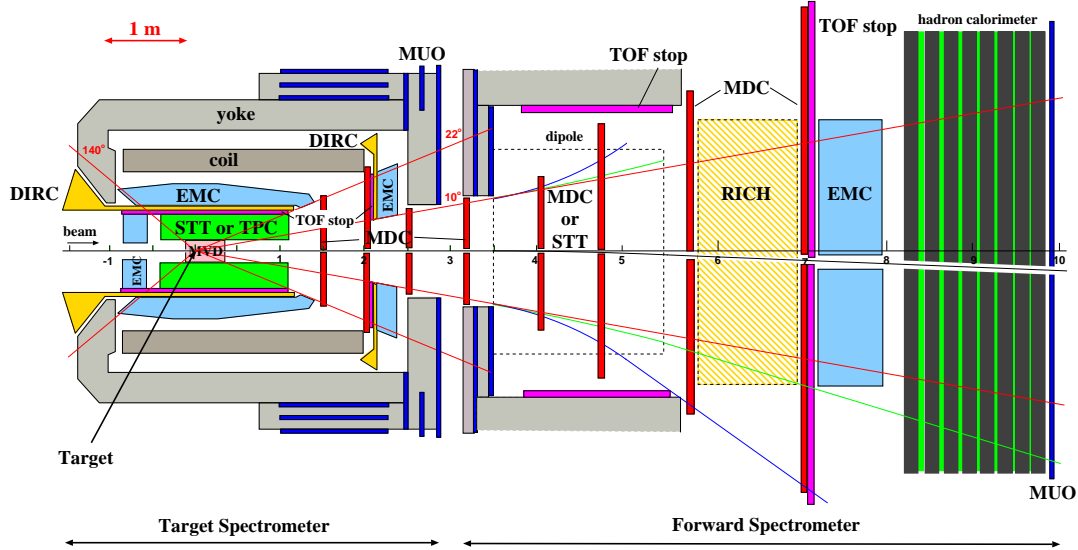 1 m
MUO
TOF stop
TOF stop
hadron calorimeter
MDC
yoke
22°
dipole
DIRC
140°
coil
DIRC
EMC
EMC
10°
MDC
or
STT
RICH
EMC
TOF stop
STT or TPC
beam
MDC
MVD
-1
0
1
2
3
4
5
6
7
8
9
10
EMC
Target
MUO
Target Spectrometer
Forward Spectrometer